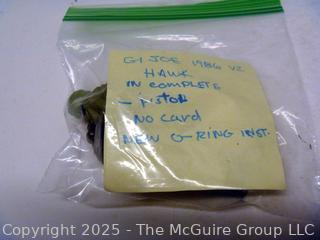 GI JOE 1986 V2
HAWK
IN COMPLETE
- PISTOL
NO CARD
NEW O-RING INST.
Copyright 2025 - The McGuire Group LLC